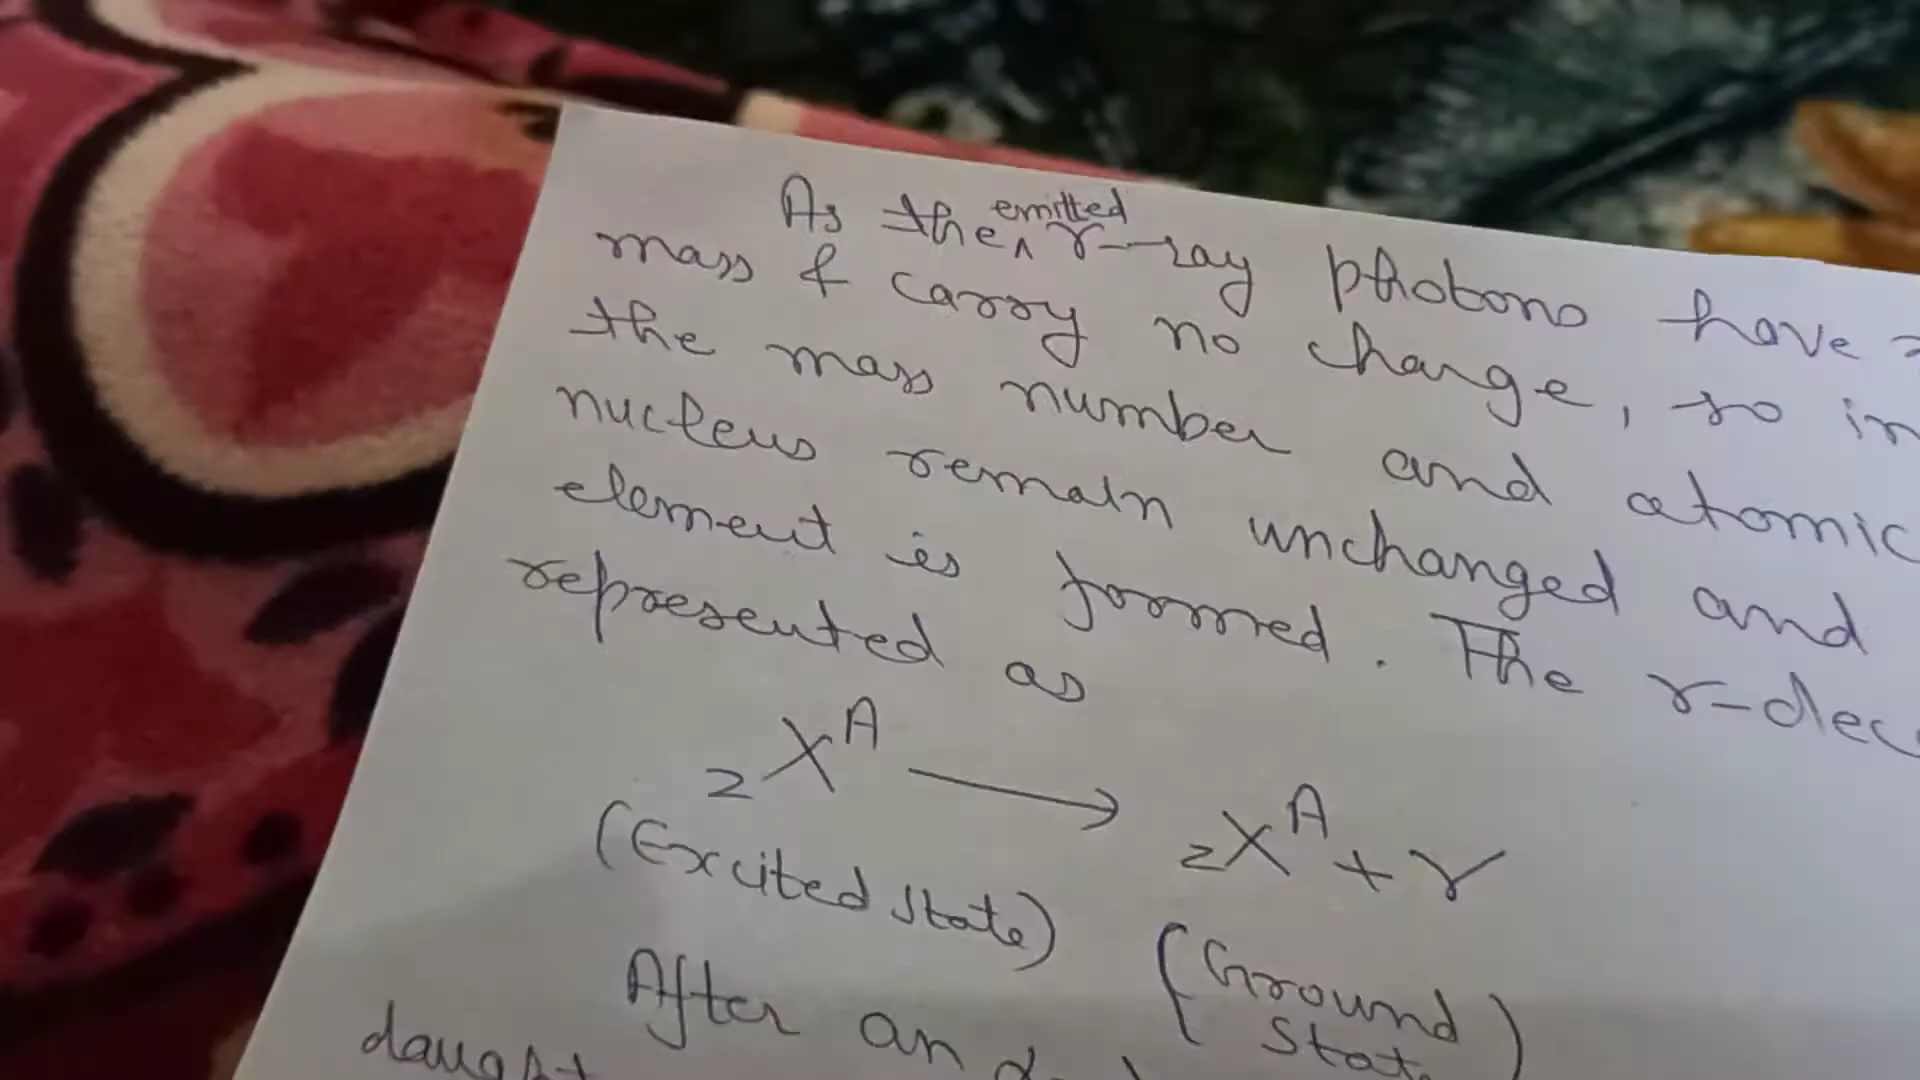 As the emitted γ-ray photons have
mass & carry no charge, so in
the mass number and atomic
nucleus remain unchanged and
element is formed. The γ-dec
represented as
zX^A → zX^A + γ
(Excited state) (Ground State)
After an
daught